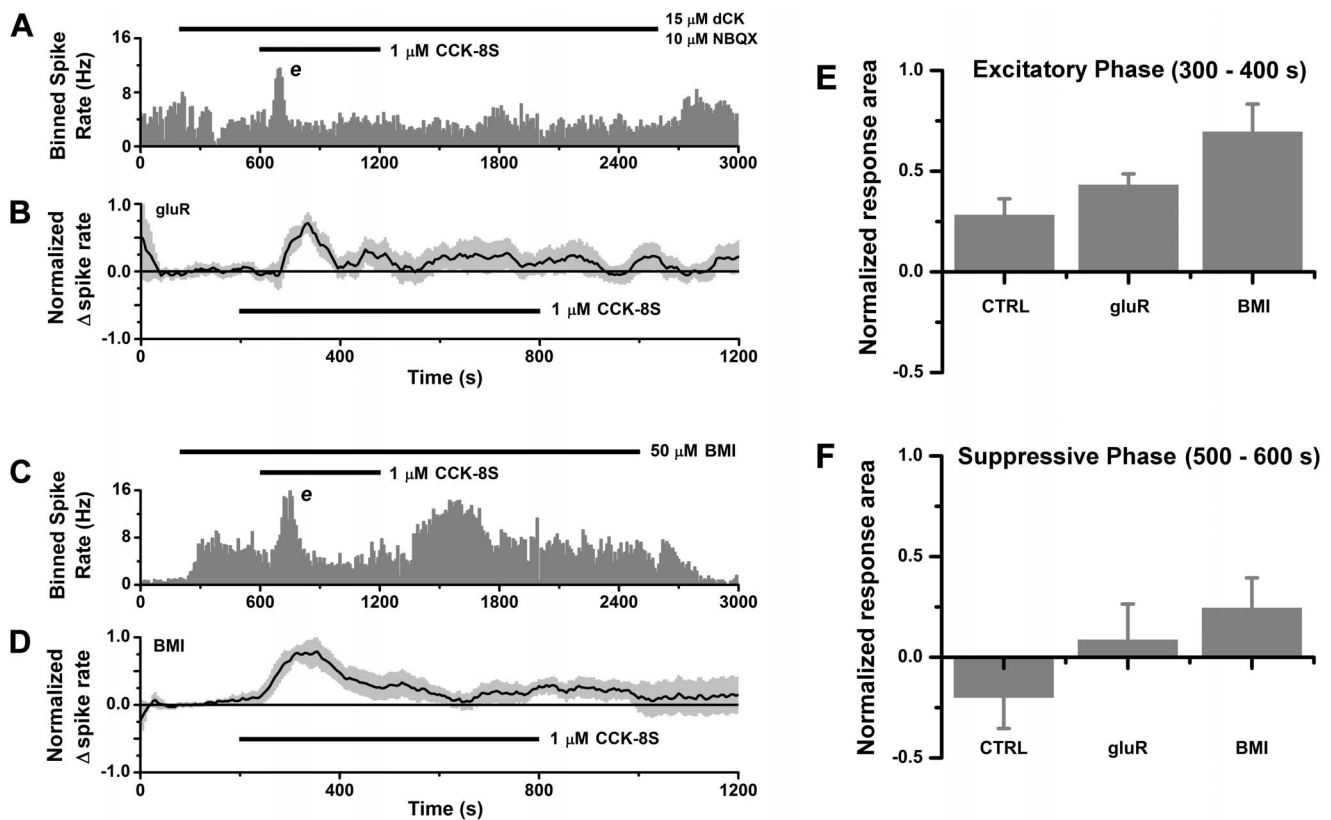 A
Binned Spike
Rate (Hz)
16
12
8
4
0
15 μM dCK
10 μM NBQX
1 μM CCK-8S
e
0 600 1200 1800 2400 3000
B
Normalized
Δ spike rate
1.0
0.0
-1.0
gluR
1 μM CCK-8S
0 400 800 1200
Time (s)
C
Binned Spike
Rate (Hz)
16
8
0
50 μM BMI
1 μM CCK-8S
e
0 600 1200 1800 2400 3000
D
Normalized
Δ spike rate
1.0
0.0
-1.0
BMI
1 μM CCK-8S
0 400 800 1200
Time (s)
E
Excitatory Phase (300 - 400 s)
Normalized response area
1.0
0.5
0.0
-0.5
CTRL gluR BMI
F
Suppressive Phase (500 - 600 s)
Normalized response area
1.0
0.5
0.0
-0.5
CTRL gluR BMI